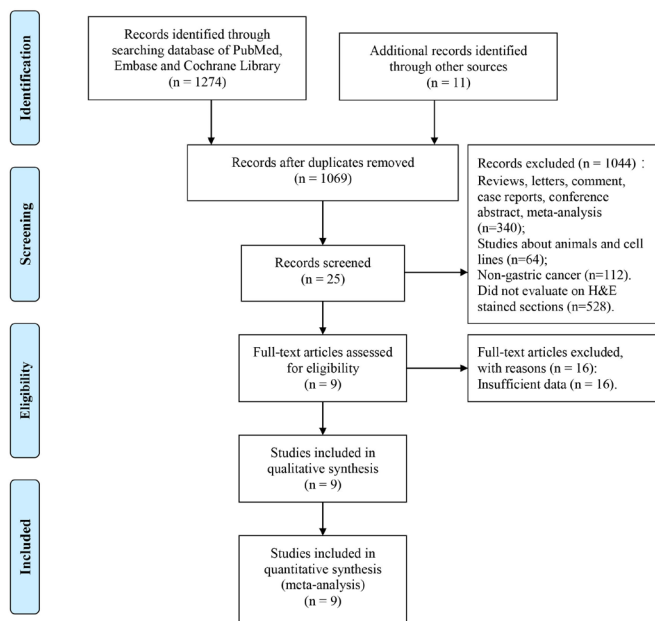 Identification
Records identified through
searching database of PubMed,
Embase and Cochrane Library
(n = 1274)
Additional records identified
through other sources
(n = 11)
Records after duplicates removed
(n = 1069)
Screening
Records screened
(n = 25)
Records excluded (n = 1044) :
Reviews, letters, comment,
case reports, conference
abstract, meta-analysis
(n=340);
Studies about animals and cell
lines (n=64);
Non-gastric cancer (n=112).
Did not evaluate on H&E
stained sections (n=528).
Eligibility
Full-text articles assessed
for eligibility
(n = 9)
Full-text articles excluded,
with reasons (n = 16):
Insufficient data (n = 16).
Studies included in
qualitative synthesis
(n = 9)
Included
Studies included in
quantitative synthesis
(meta-analysis)
(n = 9)